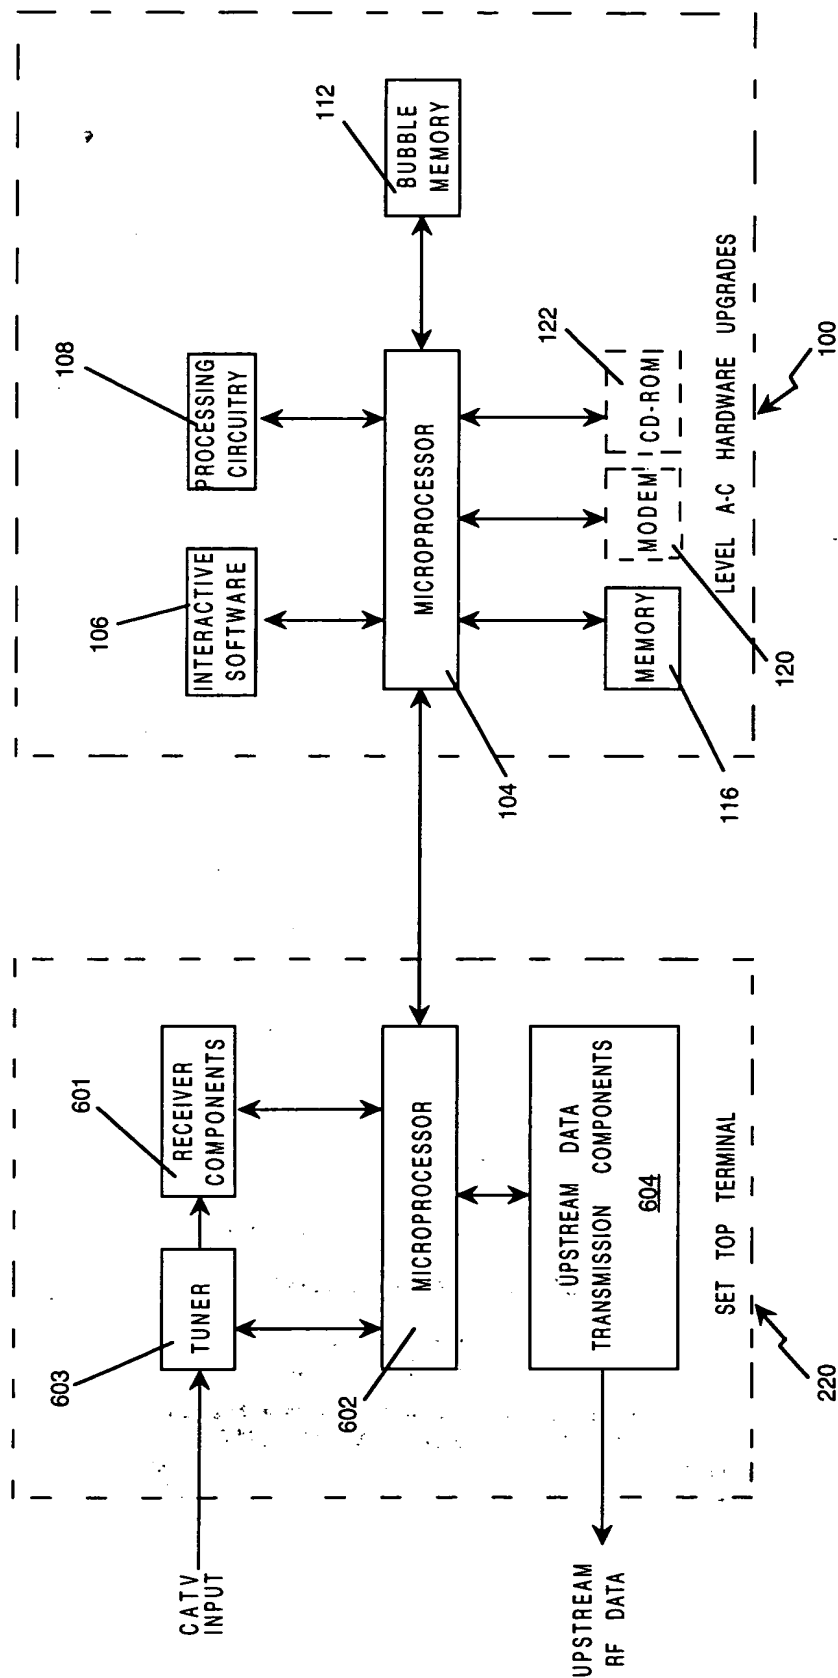 CATV
INPUT
603
TUNER
601
RECEIVER
COMPONENTS
602
MICROPROCESSOR
UPSTREAM DATA
TRANSMISSION COMPONENTS
604
UPSTREAM
RF DATA
SET TOP TERMINAL
220
106
INTERACTIVE
SOFTWARE
108
PROCESSING
CIRCUITRY
104
MICROPROCESSOR
112
BUBBLE
MEMORY
116
MEMORY
120
MODEM
122
CD-ROM
LEVEL A-C HARDWARE UPGRADES
100